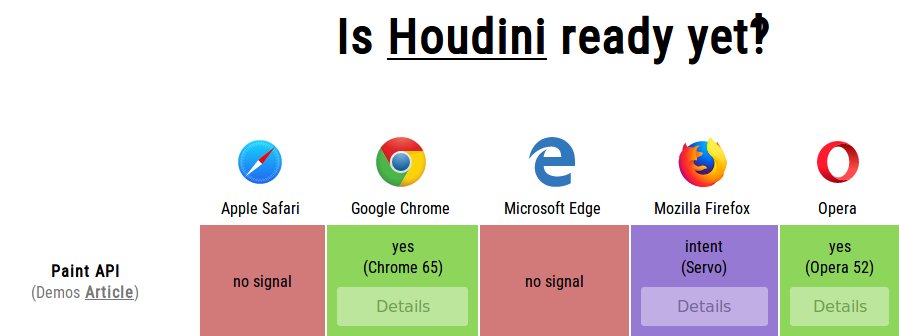 Is Houdini ready yet‽
Apple Safari Google Chrome Microsoft Edge Mozilla Firefox Opera
Paint API
(Demos Article)
no signal
yes
(Chrome 65)
Details
no signal
intent
(Servo)
Details
yes
(Opera 52)
Details